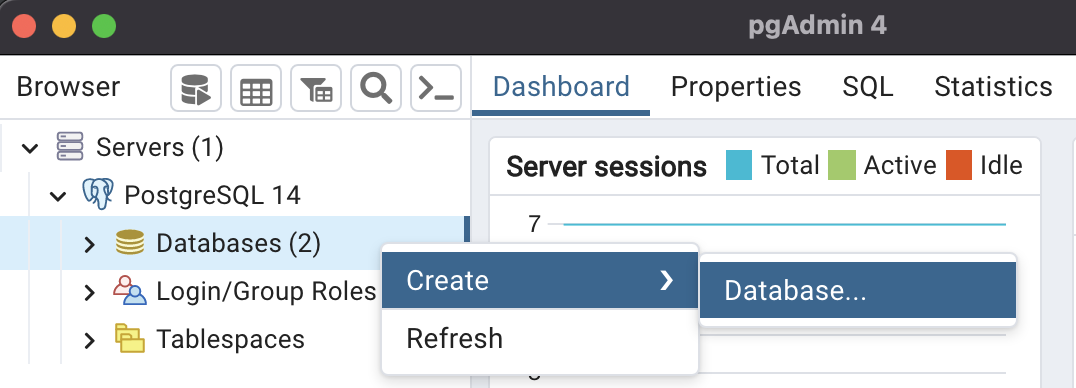 pgAdmin 4
Browser
Dashboard Properties SQL Statistics
Servers (1)
PostgreSQL 14
Databases (2)
Login/Group Roles
Tablespaces
Server sessions Total Active Idle
7
Create
Refresh
Database...